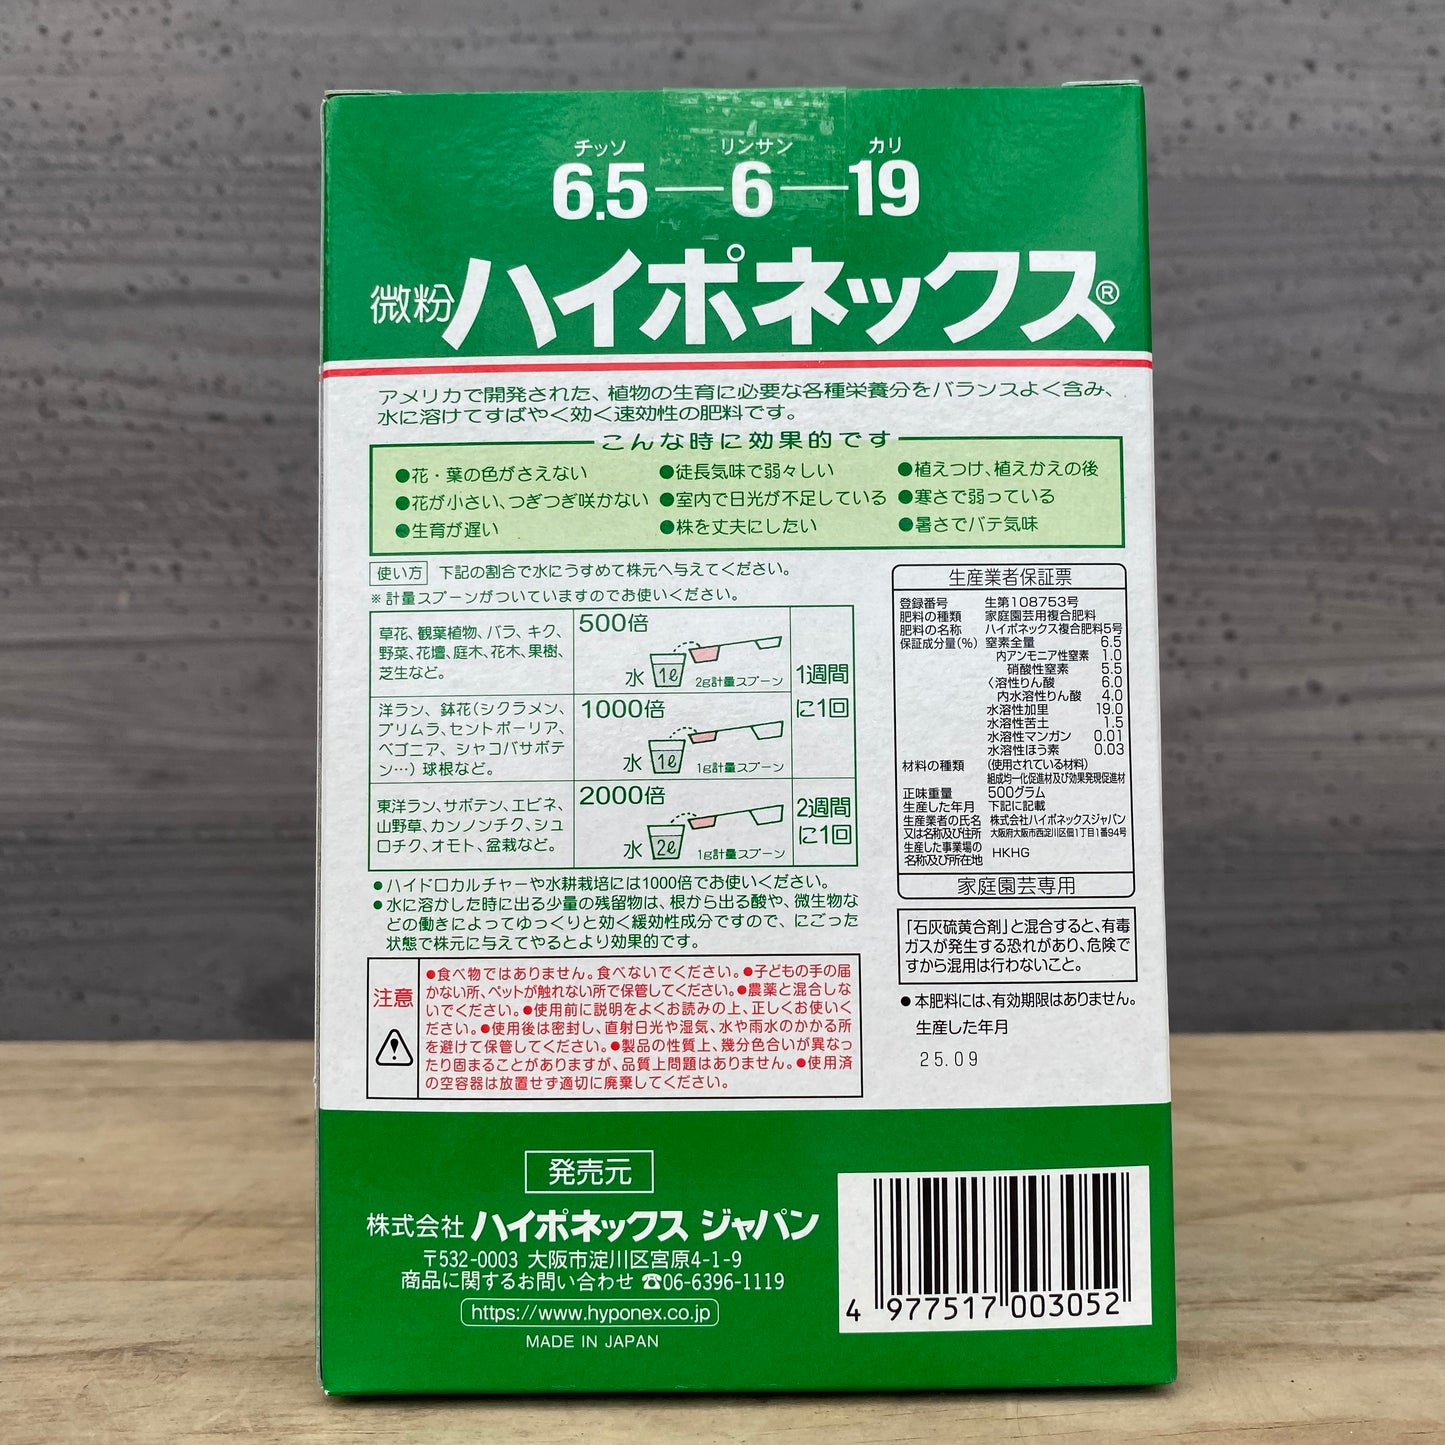 チッソ リンサン カリ
6.5—6—19
微粉ハイポネックス®
アメリカで開発された、植物の生育に必要な各種栄養分をバランスよく含み、
水に溶けてすばやく効く速効性の肥料です。
こんな時に効果的です
●花・葉の色がさえない
●花が小さい、つぎつぎ咲かない
●生育が遅い
●徒長気味で弱々しい
●室内で日光が不足している
●株を丈夫にしたい
●植えつけ、植えかえの後
●寒さで弱っている
●暑さでバテ気味
使い方 下記の割合で水にうすめて株元へ与えてください。
※計量スプーンがついていますのでお使いください。
草花、観葉植物、バラ、キク、
野菜、花壇、庭木、花木、果樹、
芝生など。
500倍
水 1ℓ 2g計量スプーン
洋ラン、鉢花(シクラメン、
プリムラ、セントポーリア、
ベゴニア、シャコバサボテ
ン…) 球根など。
1000倍
水 1ℓ 1g計量スプーン
1週間
に1回
東洋ラン、サボテン、エビネ、
山野草、カンノンチク、シュ
ロチク、オモト、盆栽など。
2000倍
水 2ℓ 1g計量スプーン
2週間
に1回
●ハイドロカルチャーや水耕栽培には1000倍でお使いください。
●水に溶かした時に出る少量の残留物は、根から出る酸や、微生物な
どの働きによってゆっくりと効く緩効性成分ですので、にごった
状態で株元に与えてやるとより効果的です。
注意
●食べ物ではありません。食べないでください。●子どもの手の届
かない所、ペットが触れない所で保管してください。●農薬と混合しな
いでください。●使用前に説明をよくお読みの上、正しくお使いく
ださい。●使用後は密封し、直射日光や湿気、水や雨水のかかる所
を避けて保管してください。●製品の性質上、幾分色合いが異なっ
たり固まることがありますが、品質上問題はありません。●使用済
の空容器は放置せず適切に廃棄してください。
生産業者保証票
登録番号 生第108753号
肥料の種類 家庭園芸用複合肥料
肥料の名称 ハイポネックス複合肥料5号
保証成分量(%) 窒素全量 6.5
内アンモニア性窒素 1.0
硝酸性窒素 5.5
く溶性りん酸 6.0
内水溶性りん酸 4.0
水溶性加里 19.0
水溶性苦土 1.5
水溶性マンガン 0.01
水溶性ほう素 0.03
材料の種類 (使用されている材料)
組成均一化促進材及び効果発現促進材
正味重量 500グラム
生産した年月 下記に記載
生産業者の氏名 株式会社ハイポネックスジャパン
又は名称及び住所 大阪府大阪市西淀川区佃1丁目1番94号
生産した事業場の
名称及び所在地 HKHG
家庭園芸専用
「石灰硫黄合剤」と混合すると、有毒
ガスが発生する恐れがあり、危険で
すから混用は行わないこと。
●本肥料には、有効期限はありません。
生産した年月
25.09
発売元
株式会社 ハイポネックス ジャパン
〒532-0003 大阪市淀川区宮原4-1-9
商品に関するお問い合わせ ☎06-6396-1119
https://www.hyponex.co.jp
MADE IN JAPAN
4 977517 003052